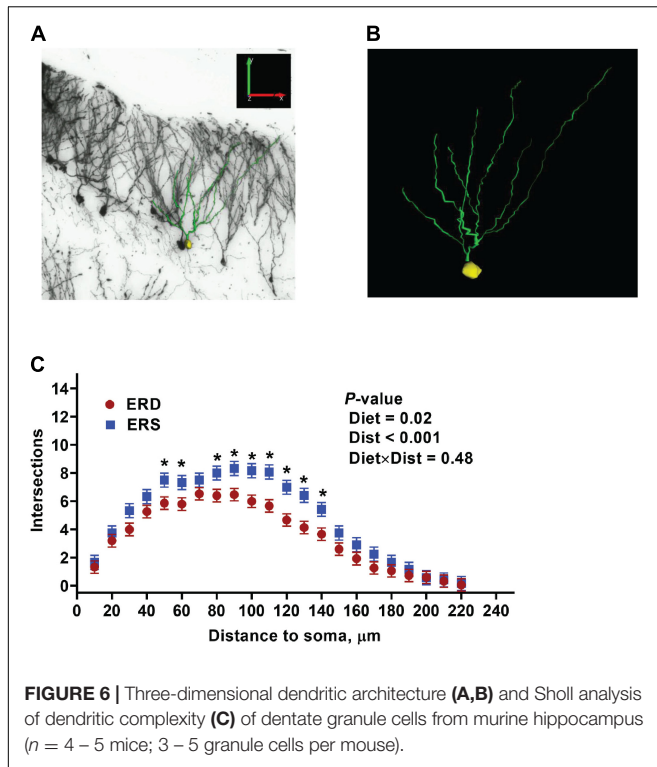 A
B
y
z
x
C
14
12
10
8
6
4
2
0
Intersections
ERD
ERS
* * * * * * * * *
P-value
Diet = 0.02
Dist < 0.001
Diet×Dist = 0.48
0 20 40 60 80 100 120 140 160 180 200 220 240
Distance to soma, μm
FIGURE 6 | Three-dimensional dendritic architecture (A,B) and Sholl analysis
of dendritic complexity (C) of dentate granule cells from murine hippocampus
(n = 4 – 5 mice; 3 – 5 granule cells per mouse).